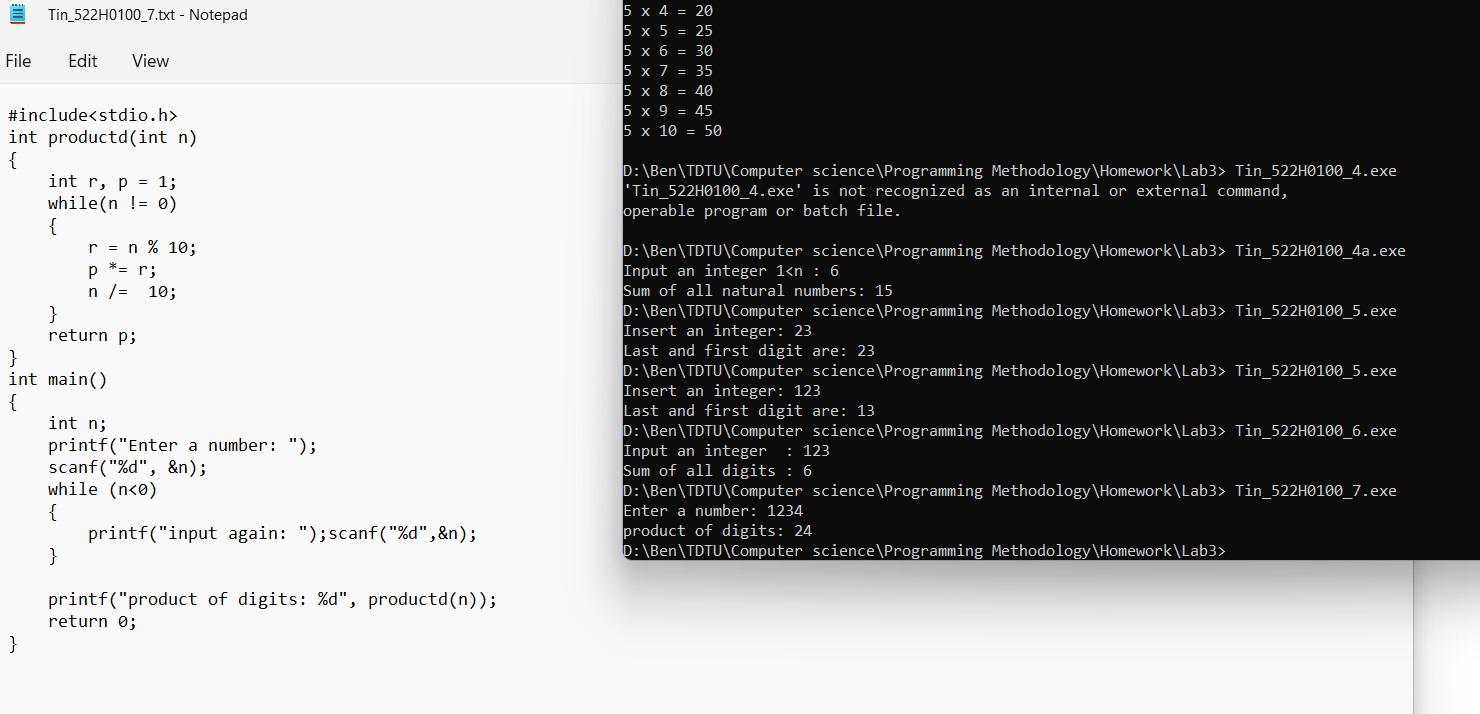 Tin_522H0100_7.txt - Notepad
File Edit View
#include<stdio.h>
int productd(int n)
{
    int r, p = 1;
    while(n != 0)
    {
        r = n % 10;
        p *= r;
        n /=  10;
    }
    return p;
}
int main()
{
    int n;
    printf("Enter a number: ");
    scanf("%d", &n);
    while (n<0)
    {
        printf("input again: ");scanf("%d",&n);
    }
    printf("product of digits: %d", productd(n));
    return 0;
}
5 x 4 = 20
5 x 5 = 25
5 x 6 = 30
5 x 7 = 35
5 x 8 = 40
5 x 9 = 45
5 x 10 = 50
D:\Ben\TDTU\Computer science\Programming Methodology\Homework\Lab3> Tin_522H0100_4.exe
'Tin_522H0100_4.exe' is not recognized as an internal or external command,
operable program or batch file.
D:\Ben\TDTU\Computer science\Programming Methodology\Homework\Lab3> Tin_522H0100_4a.exe
Input an integer 1<n : 6
Sum of all natural numbers: 15
D:\Ben\TDTU\Computer science\Programming Methodology\Homework\Lab3> Tin_522H0100_5.exe
Insert an integer: 23
Last and first digit are: 23
D:\Ben\TDTU\Computer science\Programming Methodology\Homework\Lab3> Tin_522H0100_5.exe
Insert an integer: 123
Last and first digit are: 13
D:\Ben\TDTU\Computer science\Programming Methodology\Homework\Lab3> Tin_522H0100_6.exe
Input an integer  : 123
Sum of all digits : 6
D:\Ben\TDTU\Computer science\Programming Methodology\Homework\Lab3> Tin_522H0100_7.exe
Enter a number: 1234
product of digits: 24
D:\Ben\TDTU\Computer science\Programming Methodology\Homework\Lab3>